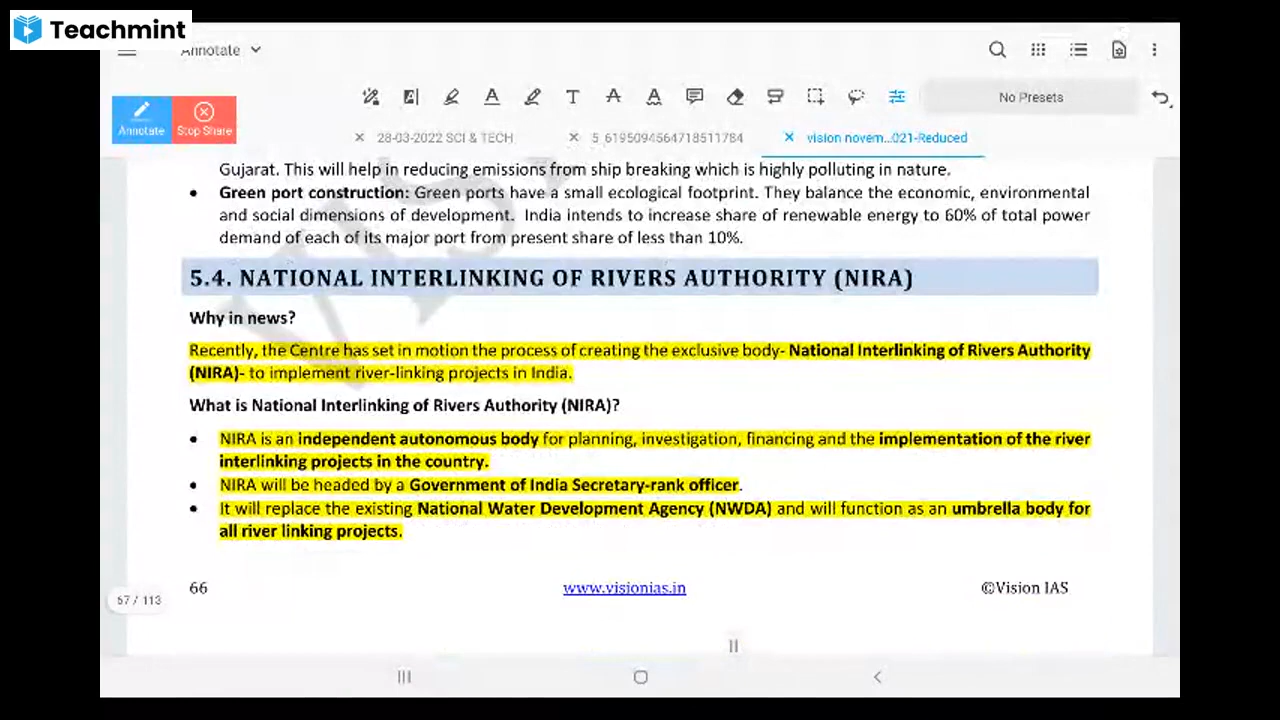 Teachmint
Annotate
No Presets
Annotate
Stop Share
28-03-2022 SCI & TECH
5_6195094564718511784
vision novem...021-Reduced
Gujarat. This will help in reducing emissions from ship breaking which is highly polluting in nature.
• Green port construction: Green ports have a small ecological footprint. They balance the economic, environmental
and social dimensions of development. India intends to increase share of renewable energy to 60% of total power
demand of each of its major port from present share of less than 10%.
5.4. NATIONAL INTERLINKING OF RIVERS AUTHORITY (NIRA)
Why in news?
Recently, the Centre has set in motion the process of creating the exclusive body- National Interlinking of Rivers Authority
(NIRA)- to implement river-linking projects in India.
What is National Interlinking of Rivers Authority (NIRA)?
• NIRA is an independent autonomous body for planning, investigation, financing and the implementation of the river
interlinking projects in the country.
• NIRA will be headed by a Government of India Secretary-rank officer.
• It will replace the existing National Water Development Agency (NWDA) and will function as an umbrella body for
all river linking projects.
66
www.visionias.in
©Vision IAS
67 / 113